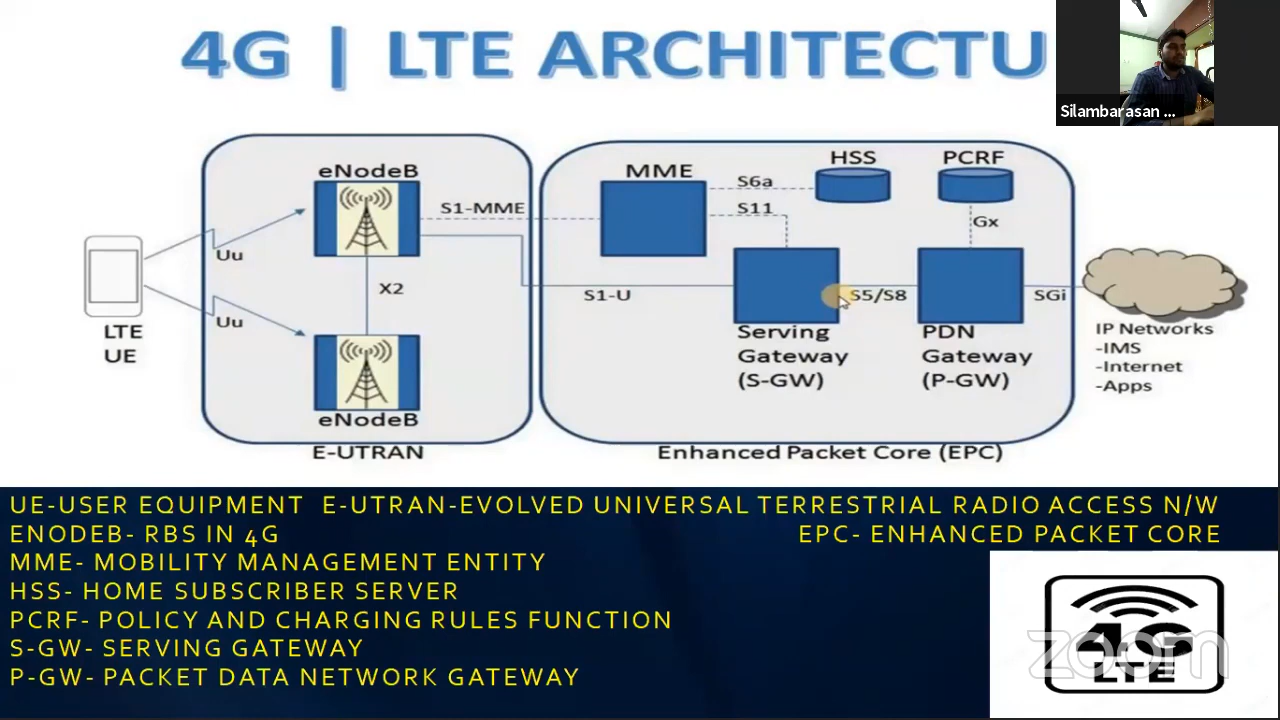 4G | LTE ARCHITECTU
Silambarasan ...
eNodeB
MME
HSS
PCRF
S6a
S1-MME
S11
Gx
Uu
X2
S1-U
S5/S8
SGi
Uu
LTE
UE
Serving
Gateway
(S-GW)
PDN
Gateway
(P-GW)
IP Networks
-IMS
-Internet
-Apps
eNodeB
E-UTRAN
Enhanced Packet Core (EPC)
UE-USER EQUIPMENT E-UTRAN-EVOLVED UNIVERSAL TERRESTRIAL RADIO ACCESS N/W
ENODEB- RBS IN 4G EPC- ENHANCED PACKET CORE
MME- MOBILITY MANAGEMENT ENTITY
HSS- HOME SUBSCRIBER SERVER
PCRF- POLICY AND CHARGING RULES FUNCTION
S-GW- SERVING GATEWAY
P-GW- PACKET DATA NETWORK GATEWAY
4G
LTE
zoom